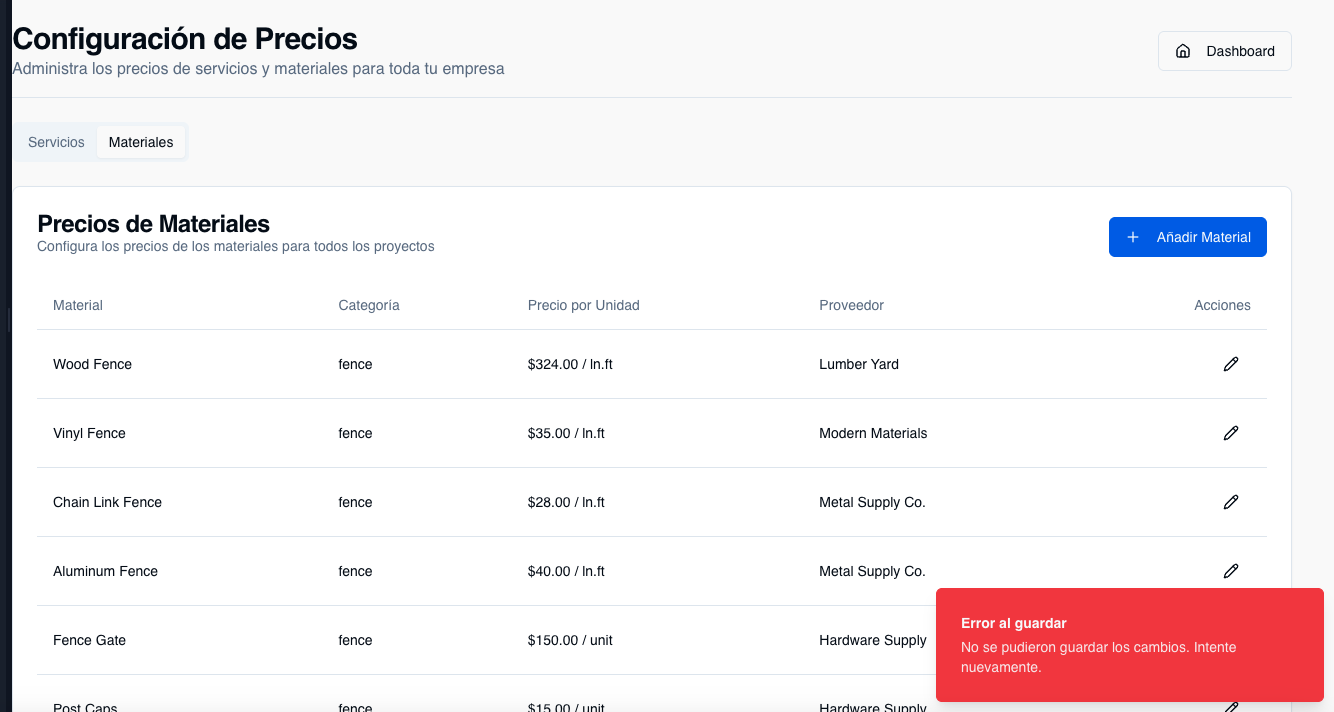 Configuración de Precios
Administra los precios de servicios y materiales para toda tu empresa
Dashboard
Servicios
Materiales
Precios de Materiales
Configura los precios de los materiales para todos los proyectos
Añadir Material
Material Categoría Precio por Unidad Proveedor Acciones
Wood Fence fence $324.00 / ln.ft Lumber Yard
Vinyl Fence fence $35.00 / ln.ft Modern Materials
Chain Link Fence fence $28.00 / ln.ft Metal Supply Co.
Aluminum Fence fence $40.00 / ln.ft Metal Supply Co.
Fence Gate fence $150.00 / unit Hardware Supply
Post Caps fence $15.00 / unit Hardware Supply
Error al guardar
No se pudieron guardar los cambios. Intente
nuevamente.